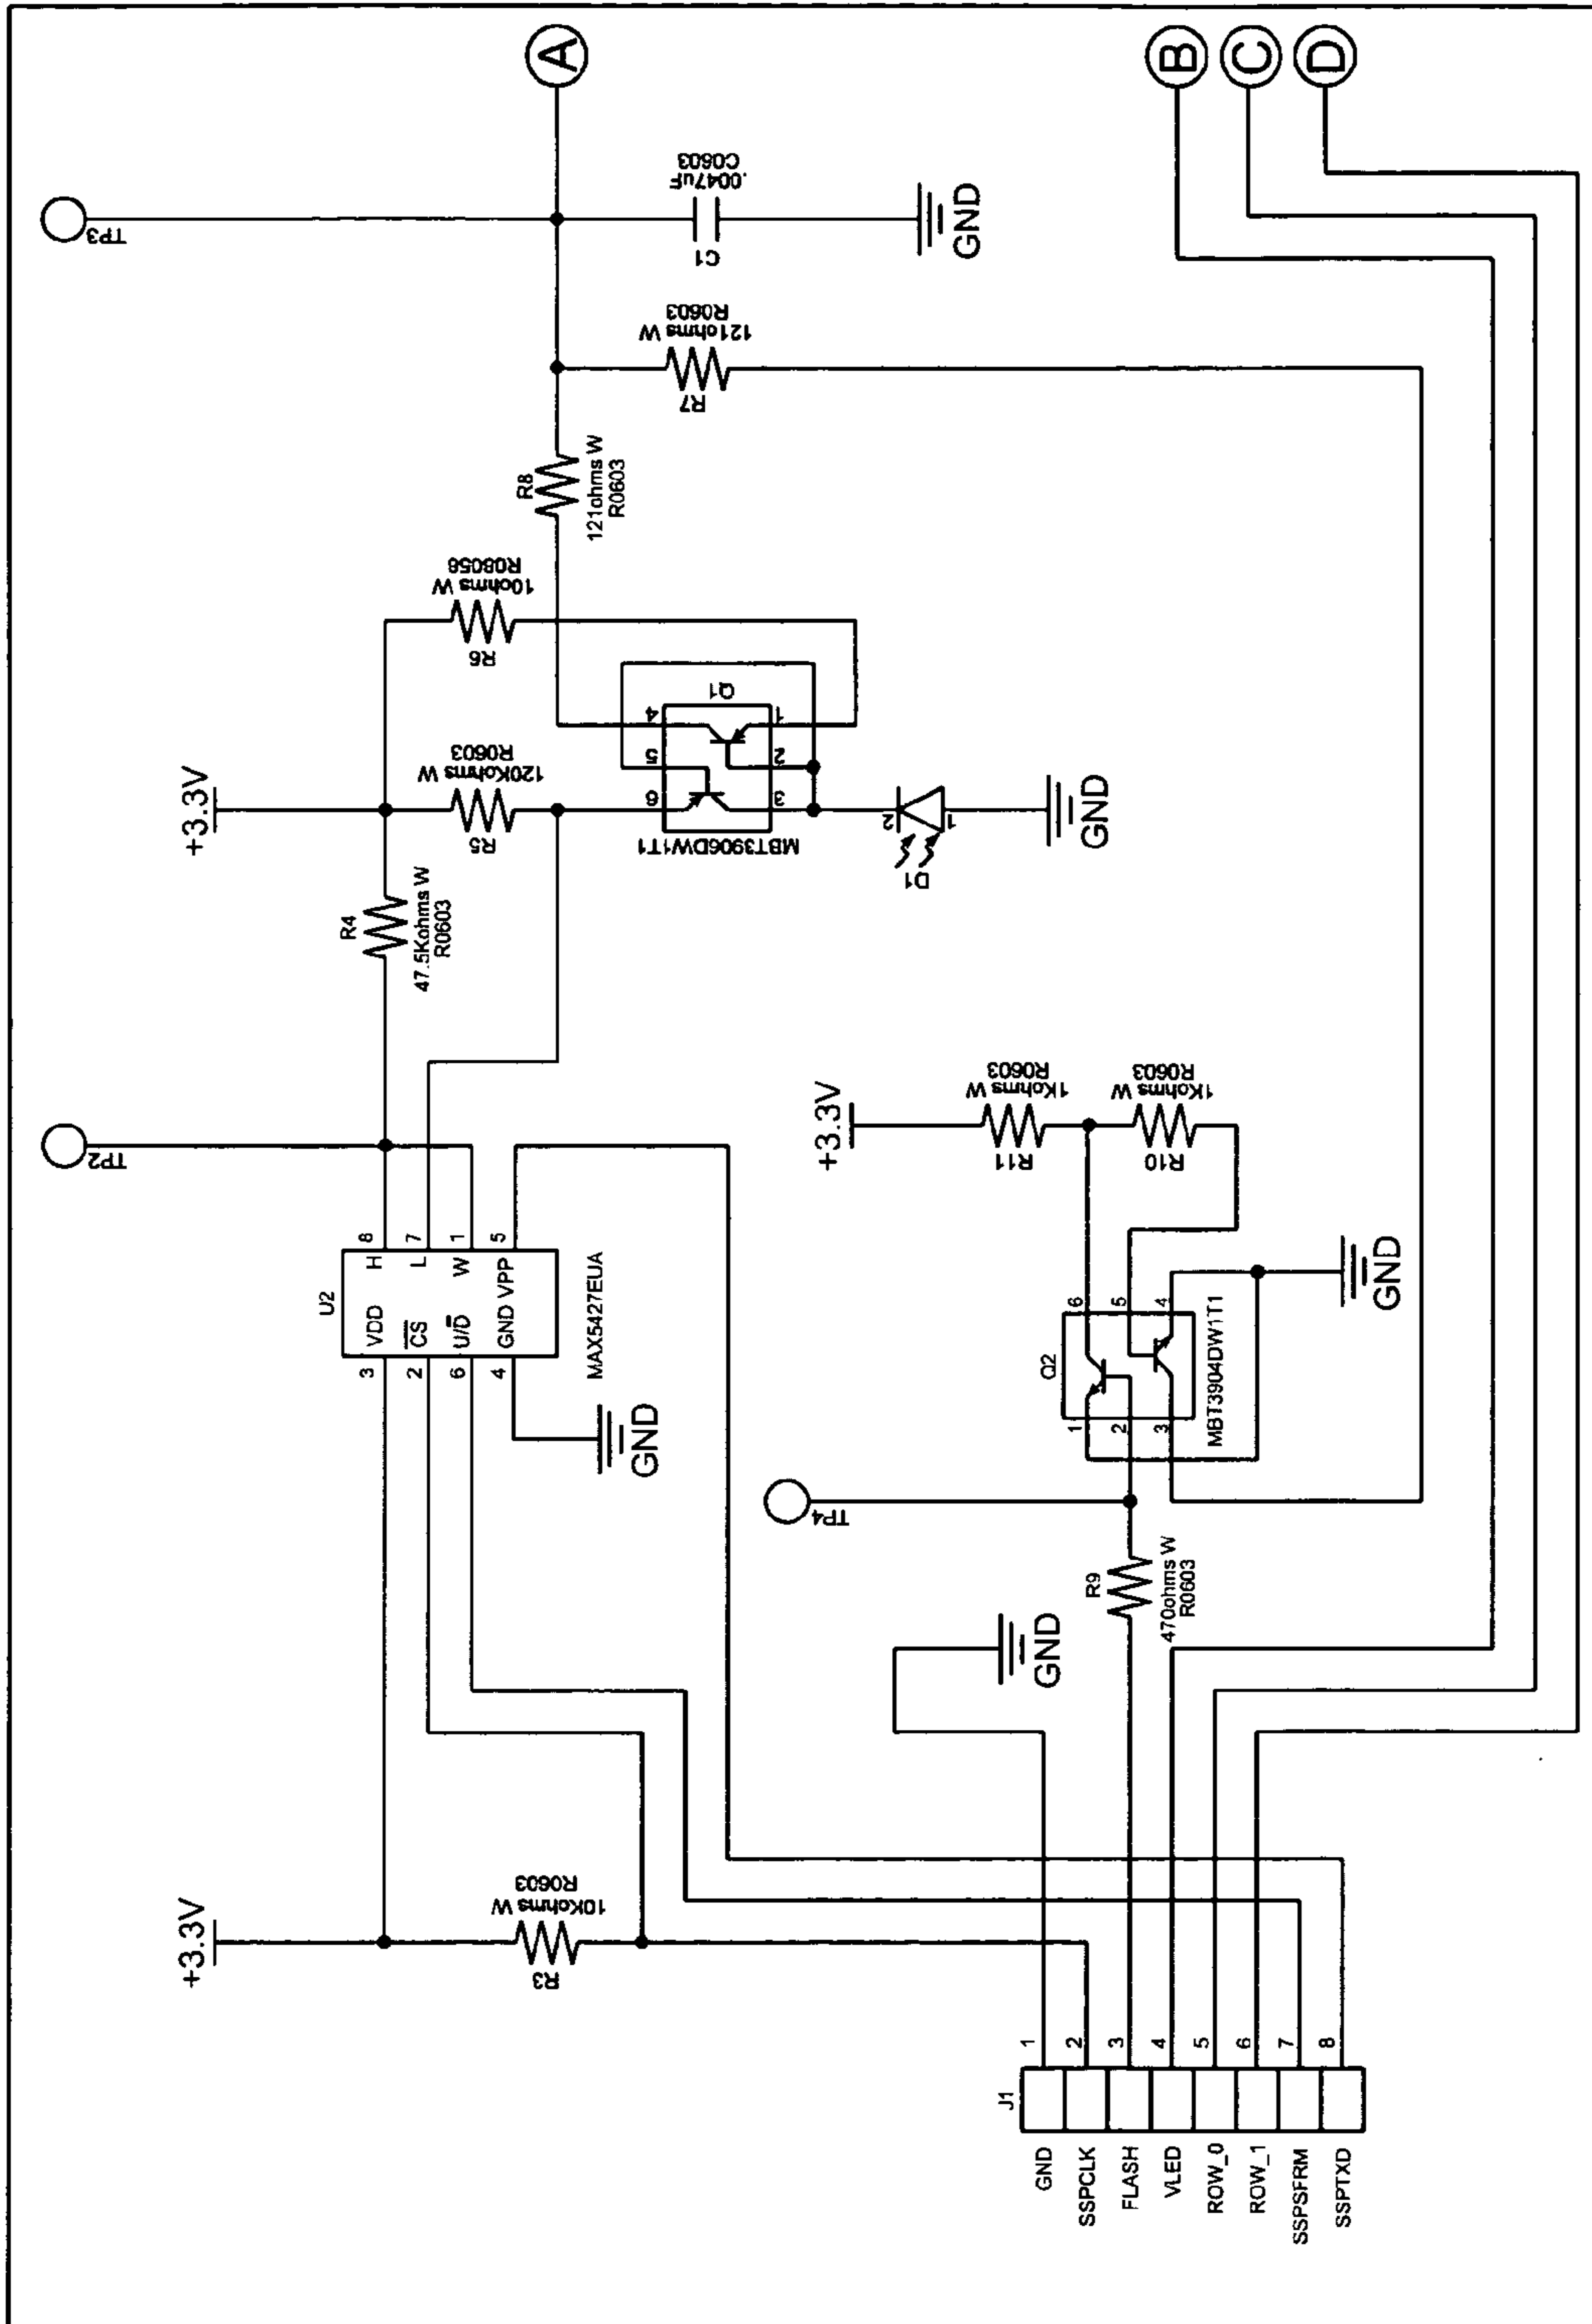 A
B
C
D
TP3
.0047uF
C0603
C1
GND
121ohms W
R0603
R7
R8
121ohms W
R0603
10ohms W
R08058
R6
+3.3V
120Kohms W
R0603
R5
Q1
4
5
6
1
2
3
MBT3906DW1T1
2
1
D1
GND
R4
47.5Kohms W
R0603
TP2
U2
VDD
CS
U/D
GND
H
L
W
VPP
3
2
6
4
8
7
1
5
MAX5427EUA
GND
+3.3V
1Kohms W
R0603
R11
1Kohms W
R0603
R10
Q2
1
2
3
6
5
4
MBT3904DW1T1
GND
TP4
R9
470ohms W
R0603
GND
+3.3V
10Kohms W
R0603
R3
J1
GND 1
SSPCLK 2
FLASH 3
VLED 4
ROW_0 5
ROW_1 6
SSPSFRM 7
SSPTXD 8